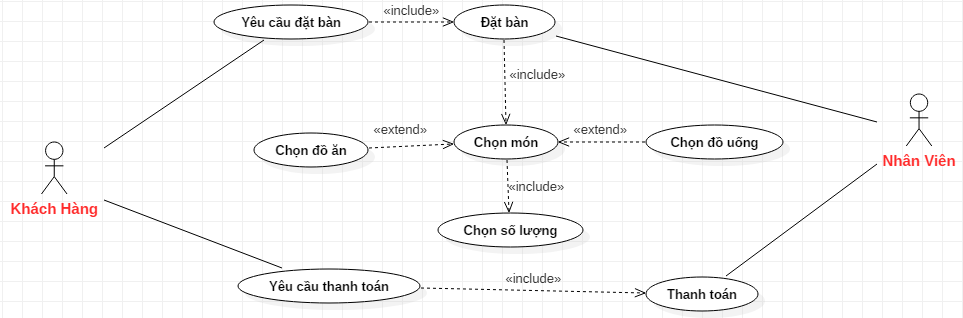 Yêu cầu đặt bàn
«include»
Đặt bàn
«include»
Chọn đồ ăn
«extend»
Chọn món
«extend»
Chọn đồ uống
Nhân Viên
Khách Hàng
«include»
Chọn số lượng
Yêu cầu thanh toán
«include»
Thanh toán